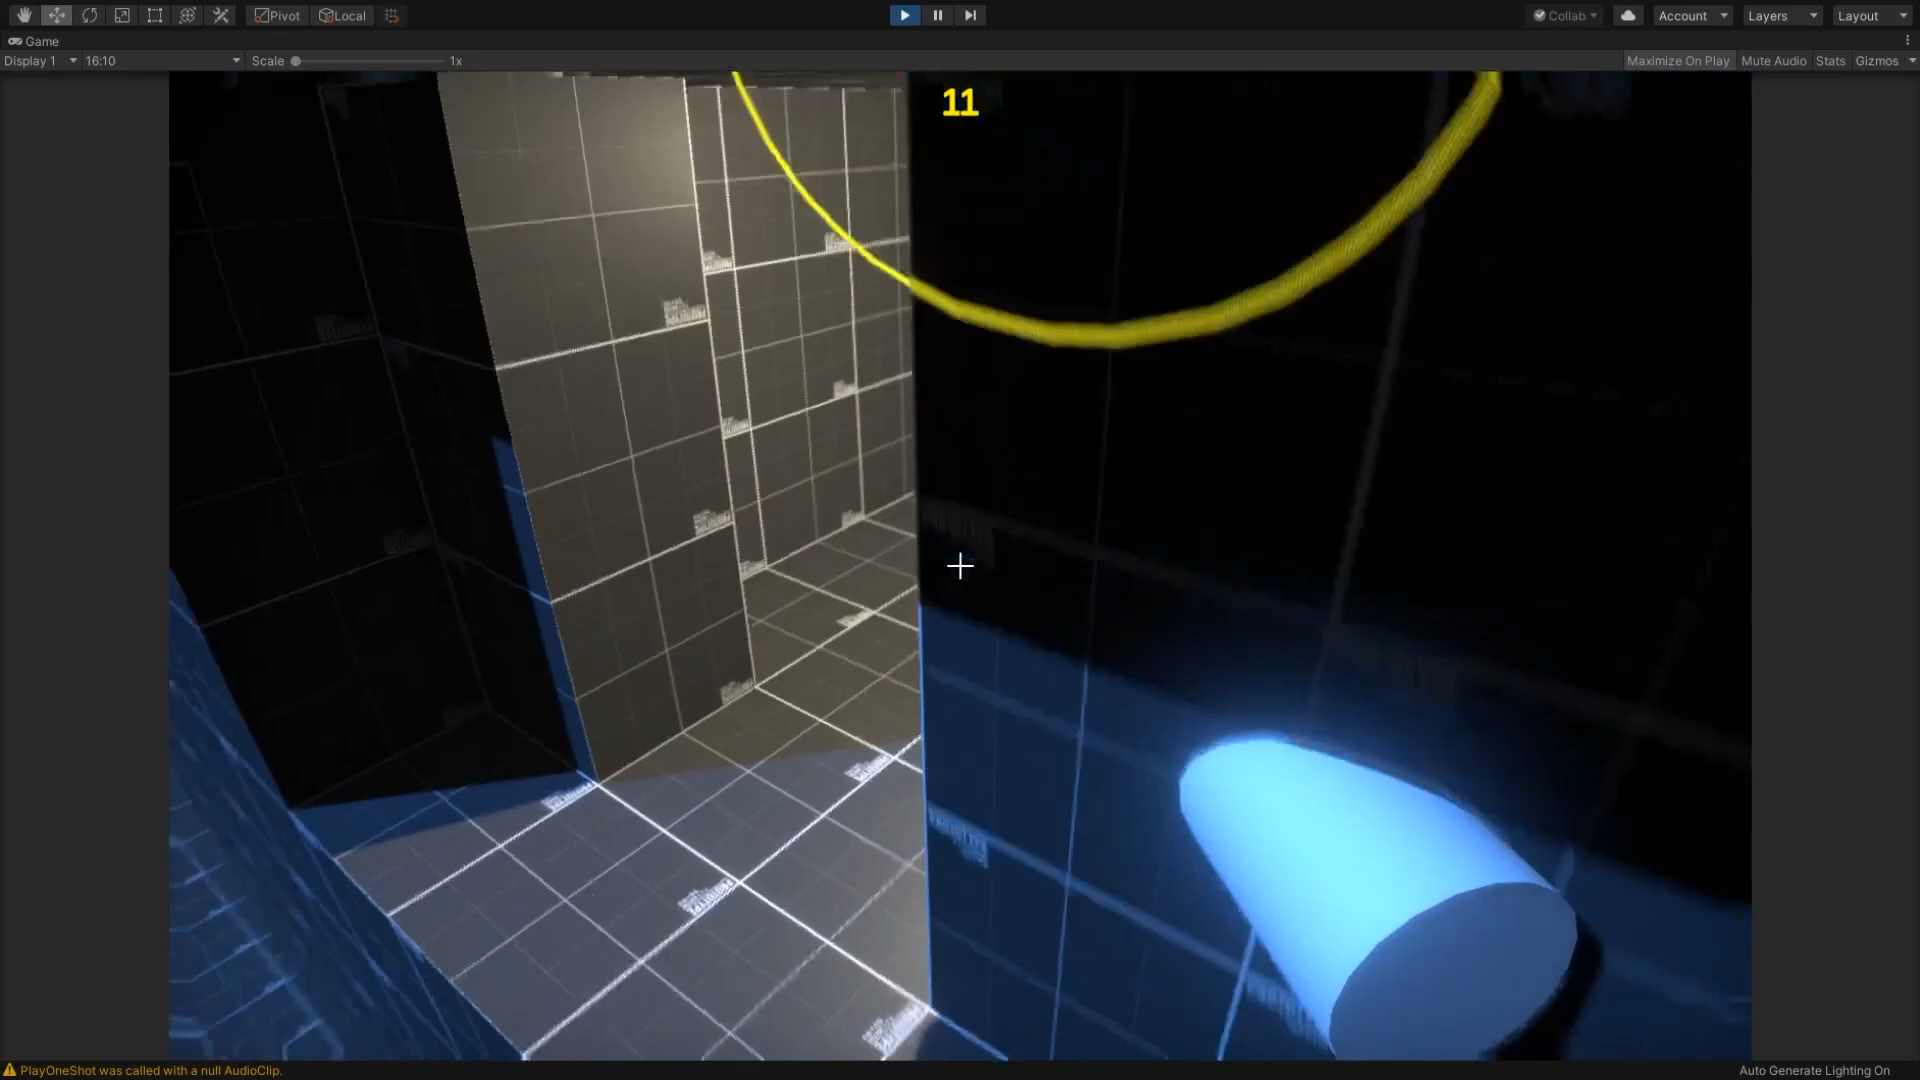 Pivot Local Collab Account Layers Layout
Game
Display 1 16:10 Scale 1x Maximize On Play Mute Audio Stats Gizmos
11
PlayOneShot was called with a null AudioClip. Auto Generate Lighting On